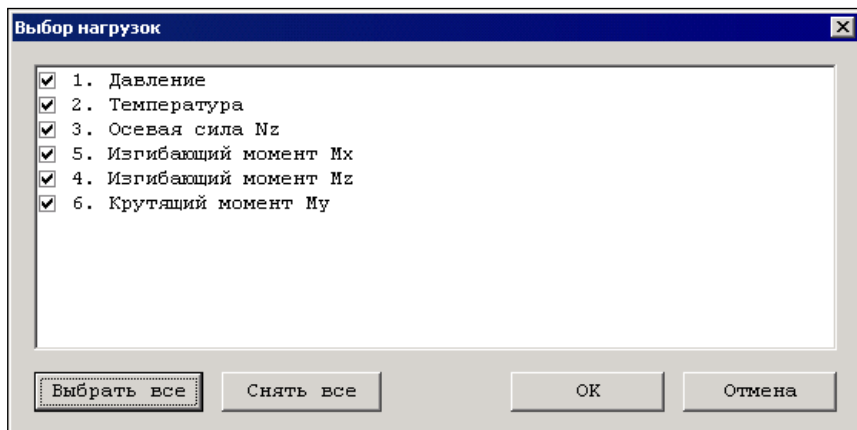 Выбор нагрузок
1. Давление
2. Температура
3. Осевая сила Nz
5. Изгибающий момент Mx
4. Изгибающий момент Mz
6. Крутящий момент My
Выбрать все Снять все OK Отмена